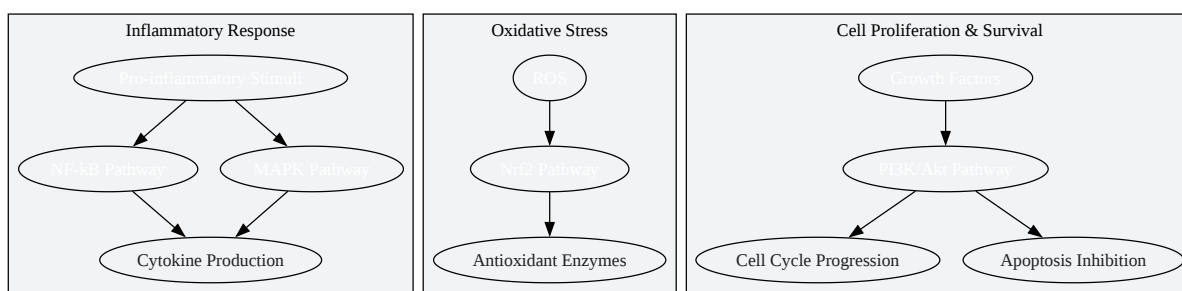 Inflammatory Response
Pro-inflammatory Stimuli
NF-kB Pathway
MAPK Pathway
Cytokine Production
Oxidative Stress
ROS
Nrf2 Pathway
Antioxidant Enzymes
Cell Proliferation & Survival
Growth Factors
PI3K/Akt Pathway
Cell Cycle Progression
Apoptosis Inhibition